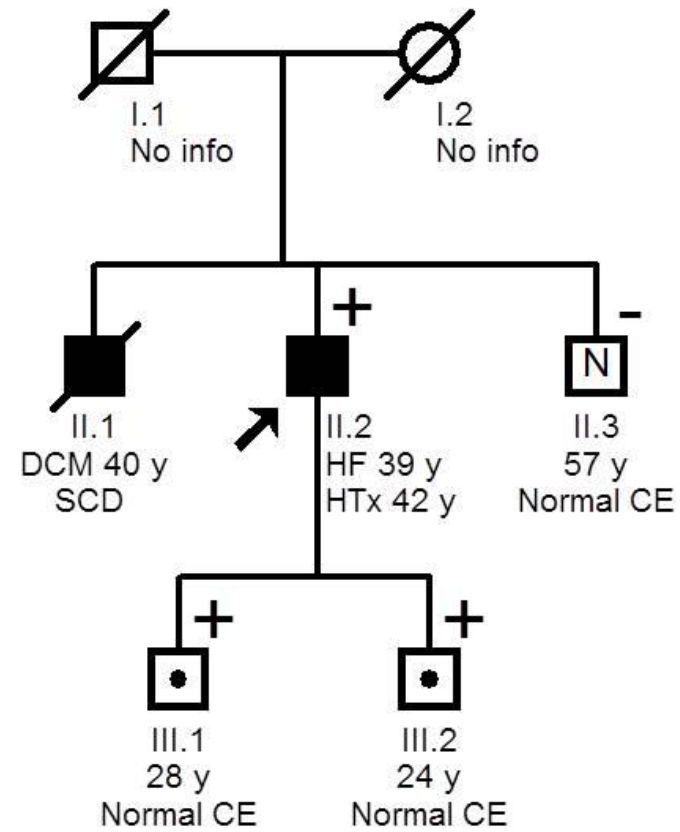 I.1
No info
I.2
No info
+
-
N
II.1
DCM 40 y
SCD
II.2
HF 39 y
HTx 42 y
II.3
57 y
Normal CE
+
+
III.1
28 y
Normal CE
III.2
24 y
Normal CE